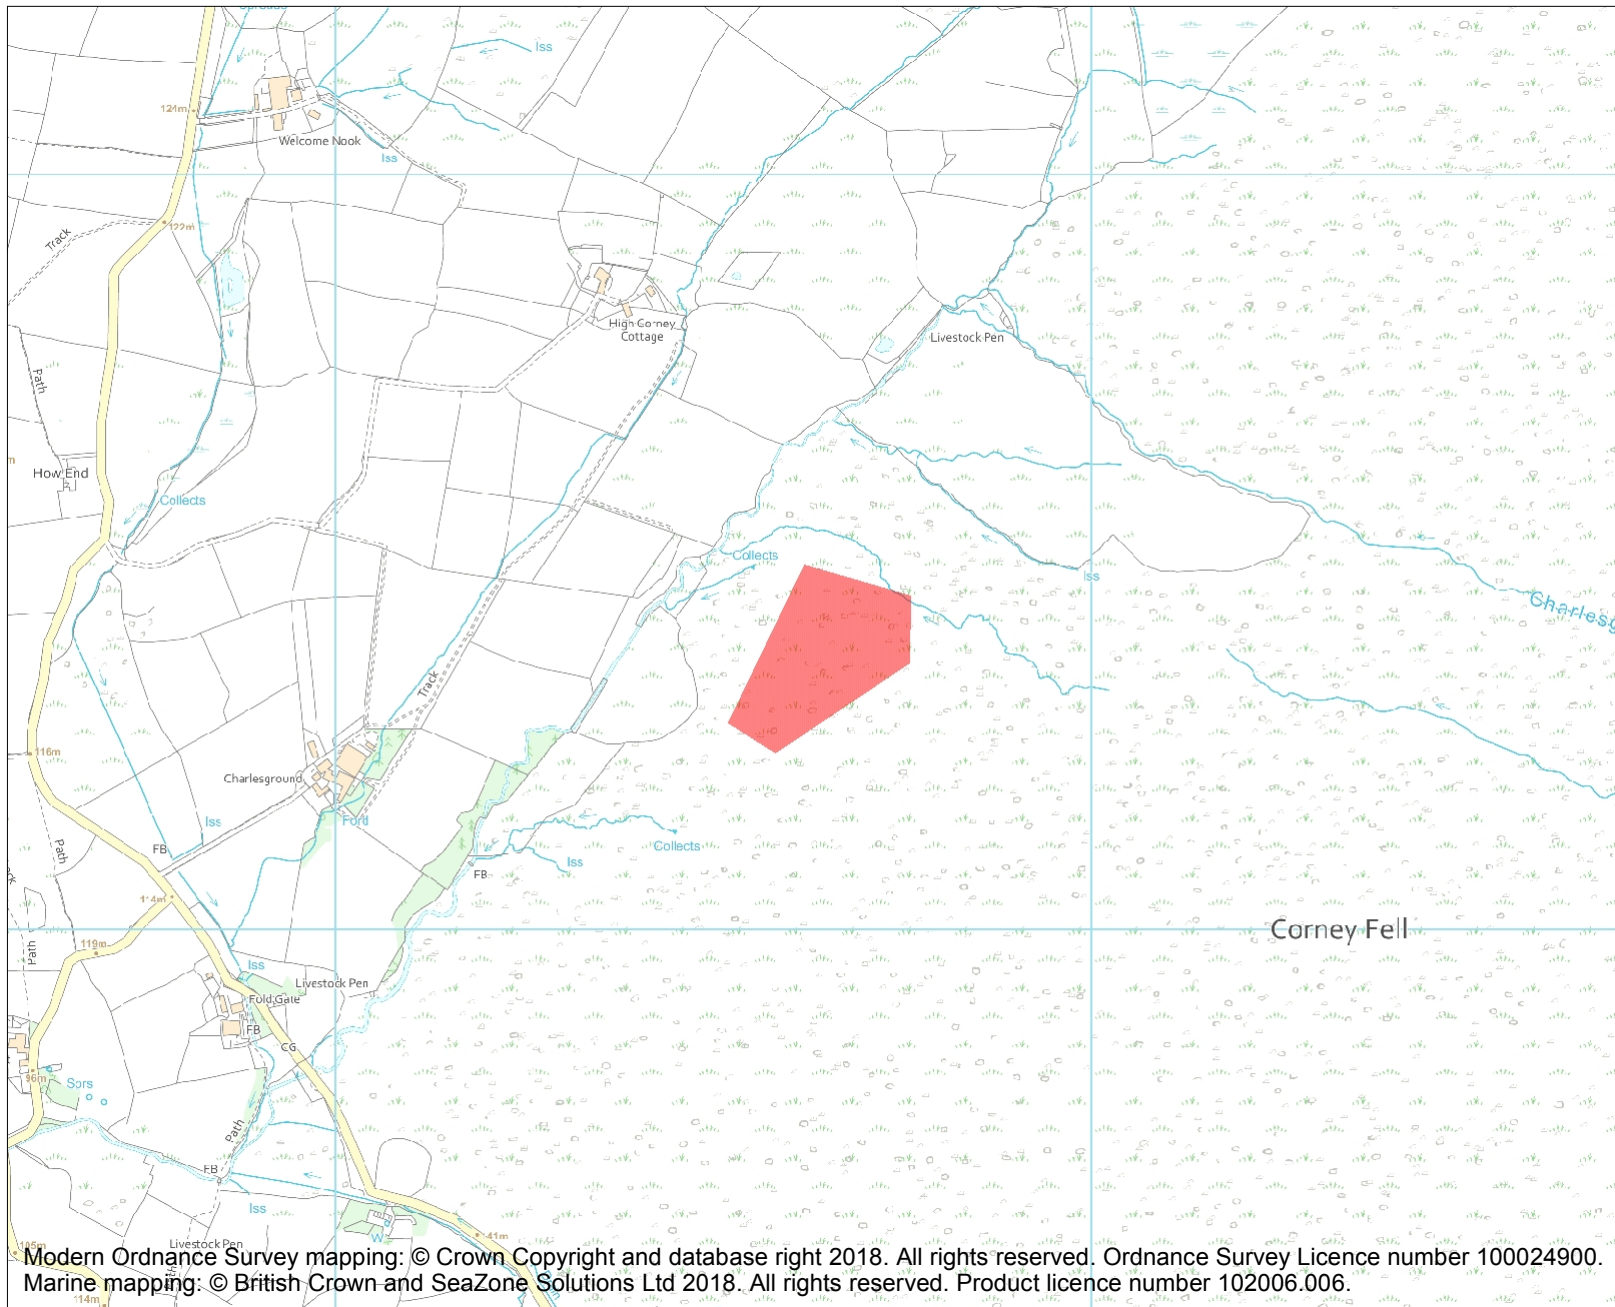 Iss
124m
Welcome Nook
Iss
122m
Track
High Corney
Cottage
Livestock Pen
Path
How End
Collects
Collects
Iss
Track
116m
Charlesground
Ford
Iss
Path
FB
Collects
Iss
FB
114m
119m
Path
Corney Fell
Iss
Livestock Pen
Fold Gate
FB
CG
96m
Path
FB
Iss
W
Livestock Pen
105m
114m
Modern Ordnance Survey mapping: © Crown Copyright and database right 2018. All rights reserved. Ordnance Survey Licence number 100024900.
Marine mapping: © British Crown and SeaZone Solutions Ltd 2018. All rights reserved. Product licence number 102006.006.